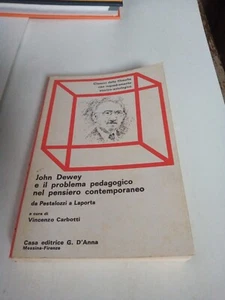 John Dewey
e il problema pedagogico
nel pensiero contemporaneo
da Pestalozzi a Laporta
a cura di
Vincenzo Carbotti
Casa editrice G. D'Anna
Messina-Firenze